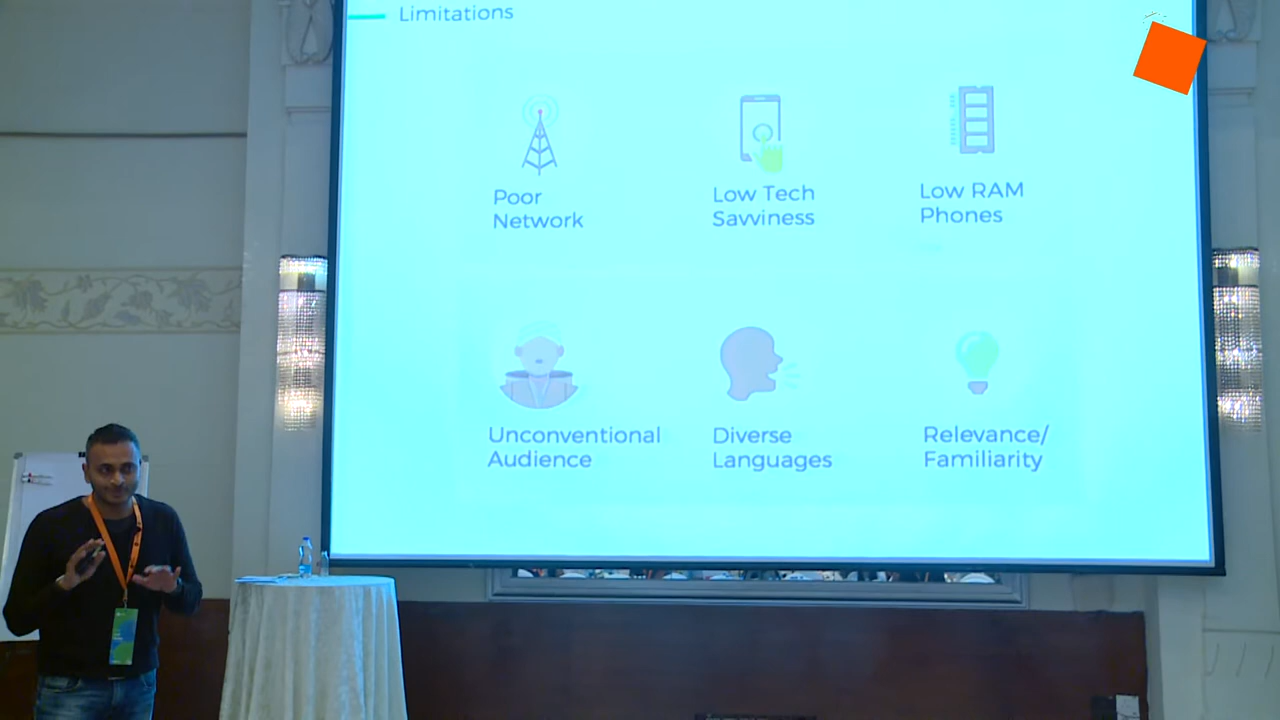 Limitations
Poor
Network
Low Tech
Savviness
Low RAM
Phones
Unconventional
Audience
Diverse
Languages
Relevance/
Familiarity